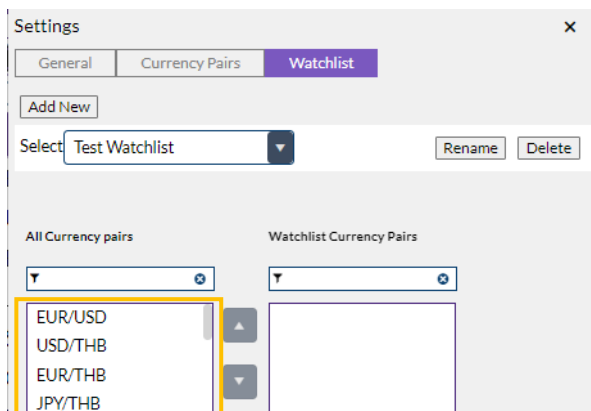 Settings
General Currency Pairs Watchlist
Add New
Select Test Watchlist Rename Delete
All Currency pairs Watchlist Currency Pairs
EUR/USD
USD/THB
EUR/THB
JPY/THB